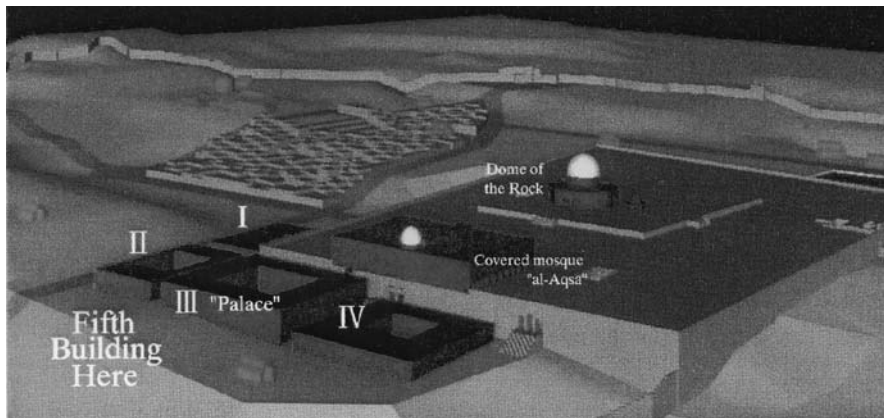 Dome of
the Rock
I
II
Covered mosque
"al-Aqsa"
III "Palace"
IV
Fifth
Building
Here